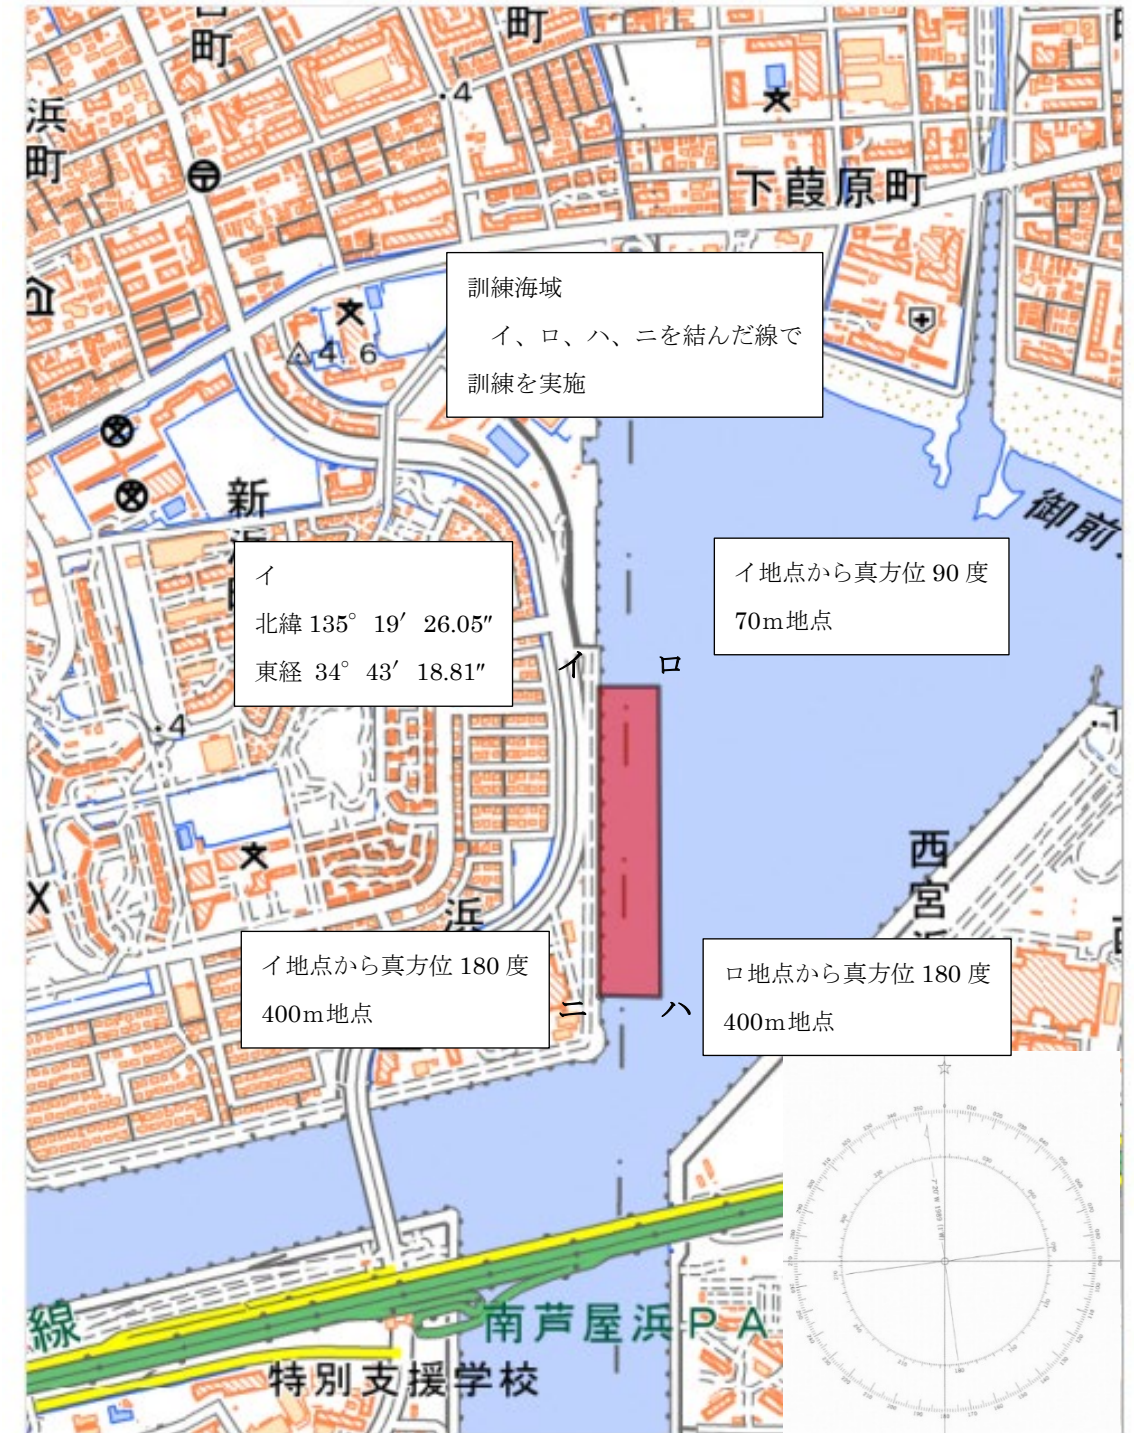 町
町
浜
町
4
下葭原町
訓練海域
イ、ロ、ハ、ニを結んだ線で
訓練を実施
4.6
新
御前
イ
北緯 135° 19′ 26.05″
東経 34° 43′ 18.81″
イ地点から真方位 90 度
70m地点
イ
ロ
4
西
宮
浜
イ地点から真方位 180 度
400m地点
ニ
ハ
ロ地点から真方位 180 度
400m地点
線
南芦屋浜PA
特別支援学校